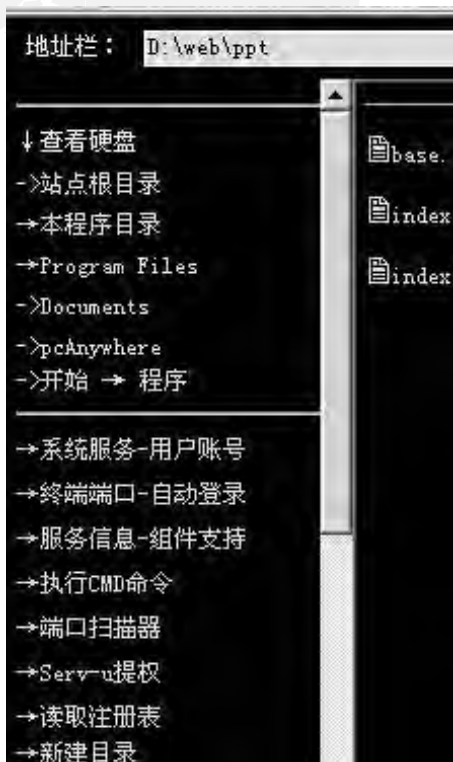 地址栏： D:\web\ppt
↓查看硬盘
->站点根目录
→本程序目录
→Program Files
->Documents
->pcAnywhere
->开始 → 程序
→系统服务-用户账号
→终端端口-自动登录
→服务信息-组件支持
→执行CMD命令
→端口扫描器
→Serv-u提权
→读取注册表
→新建目录
base.
index
index